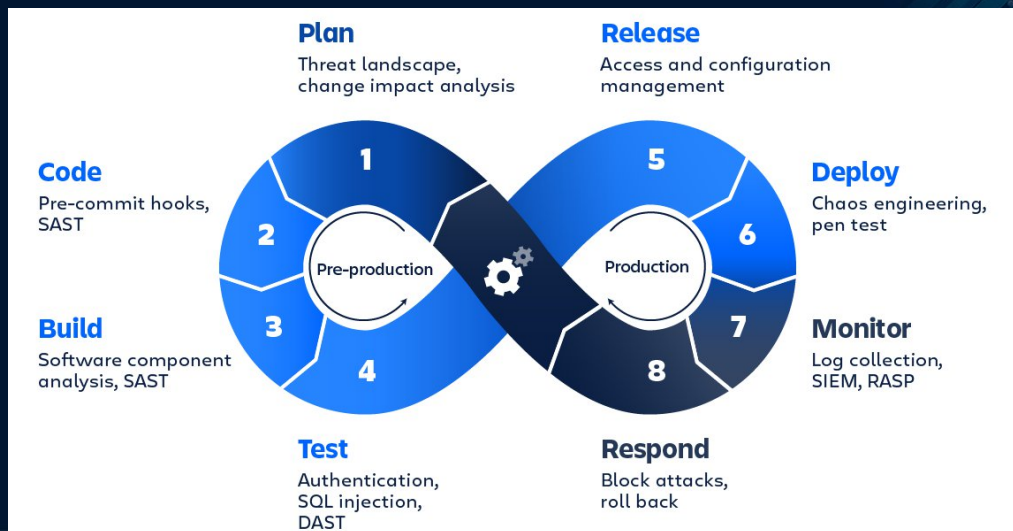 Plan
Threat landscape,
change impact analysis
Release
Access and configuration
management
Code
Pre-commit hooks,
SAST
1
2
3
4
Pre-production
5
6
7
8
Production
Deploy
Chaos engineering,
pen test
Build
Software component
analysis, SAST
Monitor
Log collection,
SIEM, RASP
Test
Authentication,
SQL injection,
DAST
Respond
Block attacks,
roll back